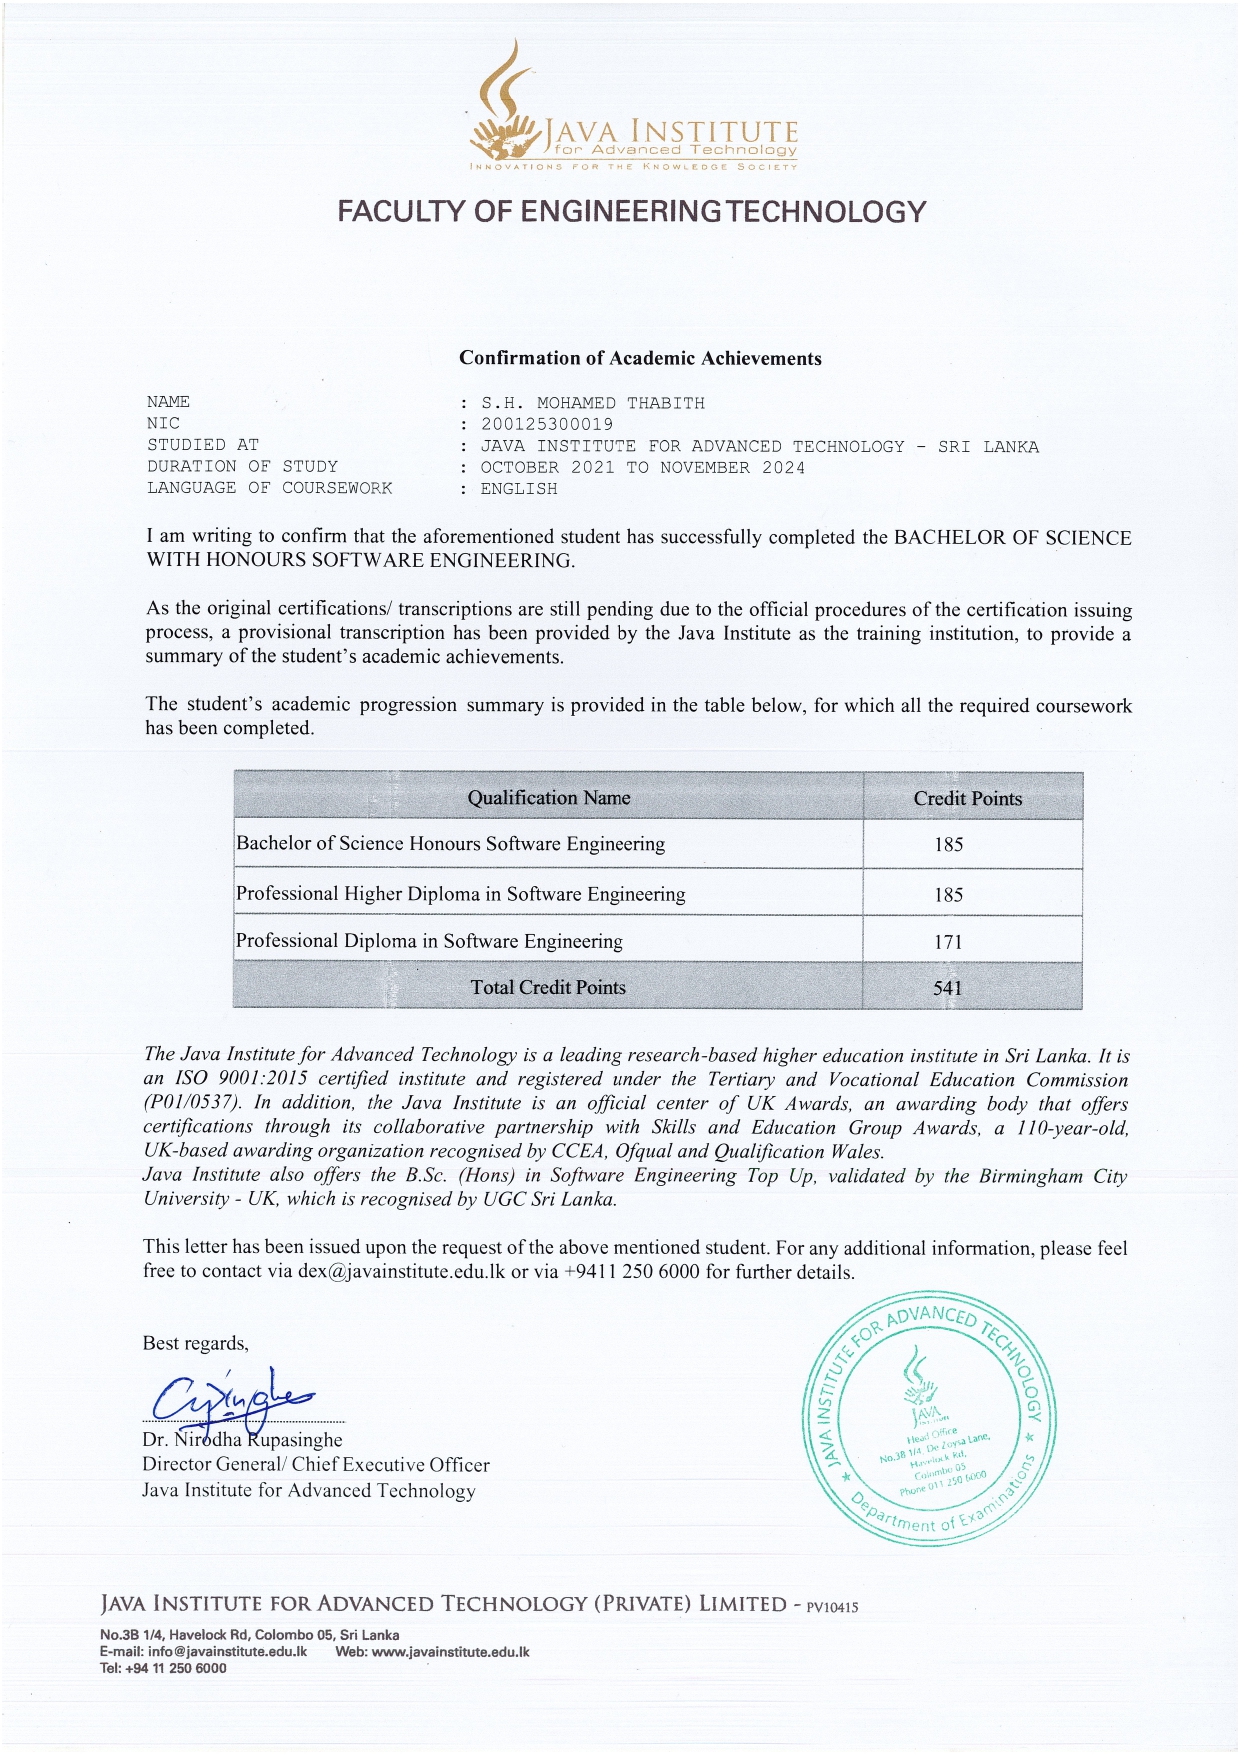 JAVA INSTITUTE
for Advanced Technology
INNOVATIONS FOR THE KNOWLEDGE SOCIETY
FACULTY OF ENGINEERING TECHNOLOGY
Confirmation of Academic Achievements
NAME : S.H. MOHAMED THABITH
NIC : 200125300019
STUDIED AT : JAVA INSTITUTE FOR ADVANCED TECHNOLOGY - SRI LANKA
DURATION OF STUDY : OCTOBER 2021 TO NOVEMBER 2024
LANGUAGE OF COURSEWORK : ENGLISH
I am writing to confirm that the aforementioned student has successfully completed the BACHELOR OF SCIENCE
WITH HONOURS SOFTWARE ENGINEERING.
As the original certifications/ transcriptions are still pending due to the official procedures of the certification issuing
process, a provisional transcription has been provided by the Java Institute as the training institution, to provide a
summary of the student's academic achievements.
The student's academic progression summary is provided in the table below, for which all the required coursework
has been completed.
Qualification Name Credit Points
Bachelor of Science Honours Software Engineering 185
Professional Higher Diploma in Software Engineering 185
Professional Diploma in Software Engineering 171
Total Credit Points 541
The Java Institute for Advanced Technology is a leading research-based higher education institute in Sri Lanka. It is
an ISO 9001:2015 certified institute and registered under the Tertiary and Vocational Education Commission
(P01/0537). In addition, the Java Institute is an official center of UK Awards, an awarding body that offers
certifications through its collaborative partnership with Skills and Education Group Awards, a 110-year-old,
UK-based awarding organization recognised by CCEA, Ofqual and Qualification Wales.
Java Institute also offers the B.Sc. (Hons) in Software Engineering Top Up, validated by the Birmingham City
University - UK, which is recognised by UGC Sri Lanka.
This letter has been issued upon the request of the above mentioned student. For any additional information, please feel
free to contact via dex@javainstitute.edu.lk or via +9411 250 6000 for further details.
Best regards,
Dr. Nirodha Rupasinghe
Director General/ Chief Executive Officer
Java Institute for Advanced Technology
JAVA INSTITUTE FOR ADVANCED TECHNOLOGY
JAVA
Head Office
No.3B 1/4, De Zoysa Lane,
Havelock Rd,
Colombo 05
Phone 011 250 6000
Department of Examinations
JAVA INSTITUTE FOR ADVANCED TECHNOLOGY (PRIVATE) LIMITED - PV10415
No.3B 1/4, Havelock Rd, Colombo 05, Sri Lanka
E-mail: info@javainstitute.edu.lk Web: www.javainstitute.edu.lk
Tel: +94 11 250 6000